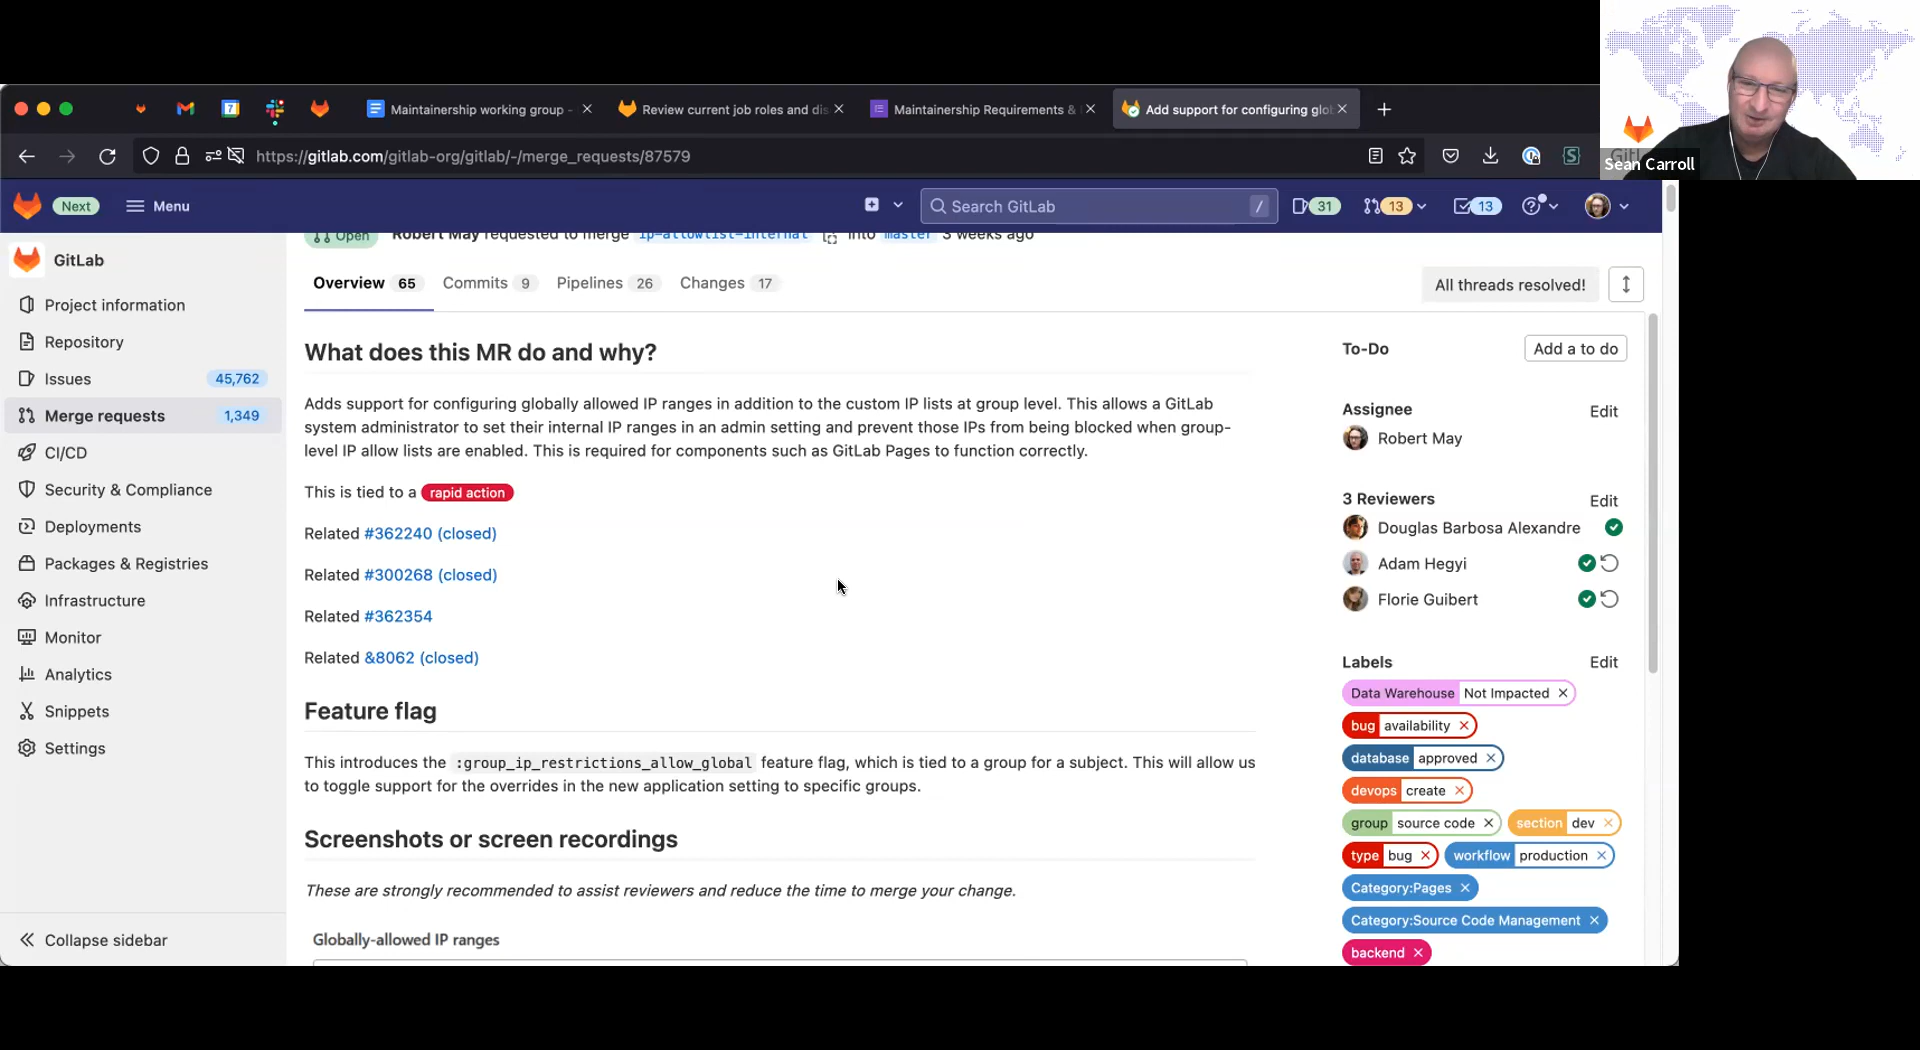 Maintainership working group -
Review current job roles and dis
Maintainership Requirements &
Add support for configuring glo
https://gitlab.com/gitlab-org/gitlab/-/merge_requests/87579
Sean Carroll
Next
Menu
Search GitLab
/
31
13
13
Open
Robert May requested to merge ip-allowlist-internal into master 3 weeks ago
GitLab
Project information
Repository
Issues 45,762
Merge requests 1,349
CI/CD
Security & Compliance
Deployments
Packages & Registries
Infrastructure
Monitor
Analytics
Snippets
Settings
Collapse sidebar
Overview 65
Commits 9
Pipelines 26
Changes 17
All threads resolved!
What does this MR do and why?
Adds support for configuring globally allowed IP ranges in addition to the custom IP lists at group level. This allows a GitLab
system administrator to set their internal IP ranges in an admin setting and prevent those IPs from being blocked when group-
level IP allow lists are enabled. This is required for components such as GitLab Pages to function correctly.
This is tied to a rapid action
Related #362240 (closed)
Related #300268 (closed)
Related #362354
Related &8062 (closed)
Feature flag
This introduces the :group_ip_restrictions_allow_global feature flag, which is tied to a group for a subject. This will allow us
to toggle support for the overrides in the new application setting to specific groups.
Screenshots or screen recordings
These are strongly recommended to assist reviewers and reduce the time to merge your change.
Globally-allowed IP ranges
To-Do
Add a to do
Assignee
Edit
Robert May
3 Reviewers
Edit
Douglas Barbosa Alexandre
Adam Hegyi
Florie Guibert
Labels
Edit
Data Warehouse Not Impacted
bug availability
database approved
devops create
group source code
section dev
type bug
workflow production
Category:Pages
Category:Source Code Management
backend